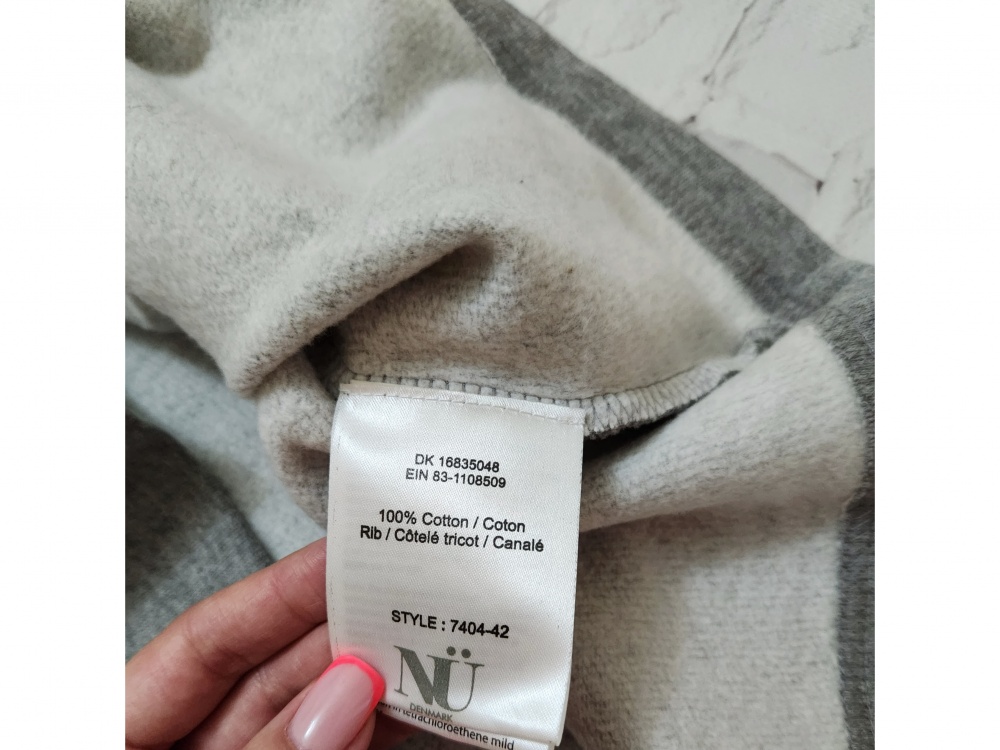 DK 16835048
EIN 83-1108509
100% Cotton / Coton
Rib / Côtelé tricot / Canalé
STYLE : 7404-42
NÜ
DENMARK
in tetrachloroethene mild